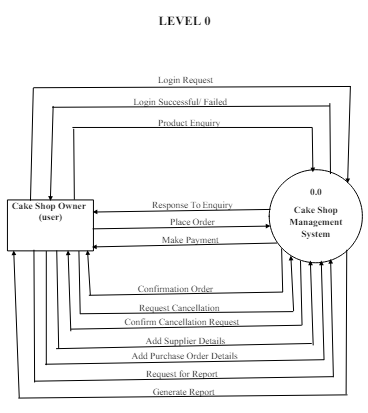 LEVEL 0
Login Request
Login Successful/ Failed
Product Enquiry
0.0
Cake Shop
Management
System
Cake Shop Owner
(user)
Response To Enquiry
Place Order
Make Payment
Confirmation Order
Request Cancellation
Confirm Cancellation Request
Add Supplier Details
Add Purchase Order Details
Request for Report
Generate Report